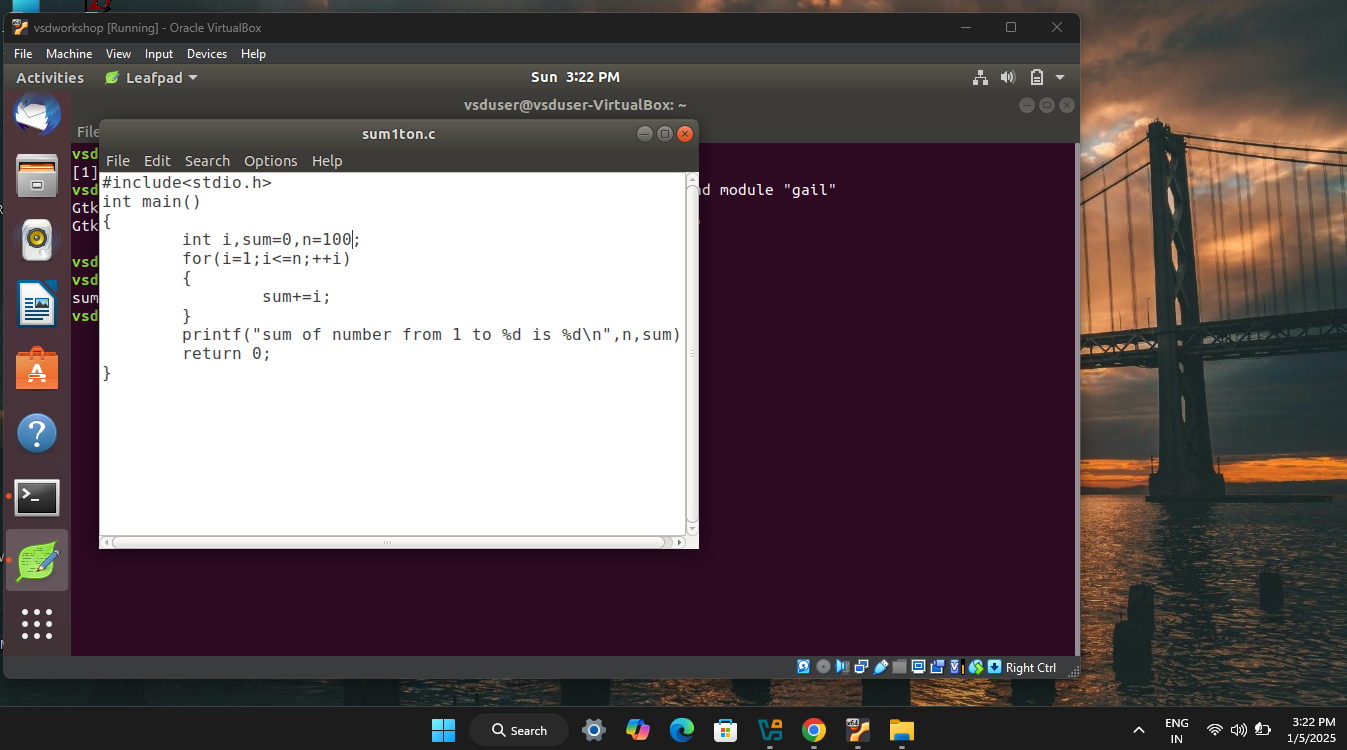 vsdworkshop [Running] - Oracle VirtualBox
File Machine View Input Devices Help
Activities Leafpad Sun 3:22 PM
vsduser@vsduser-VirtualBox: ~
File
sum1ton.c
File Edit Search Options Help
vsd
[1]
vsd d module "gail"
Gtk
Gtk
vsd
vsd
sum
vsd
#include<stdio.h>
int main()
{
int i,sum=0,n=100;
for(i=1;i<=n;++i)
{
sum+=i;
}
printf("sum of number from 1 to %d is %d\n",n,sum)
return 0;
}
Right Ctrl
Search
ENG
IN
3:22 PM
1/5/2025